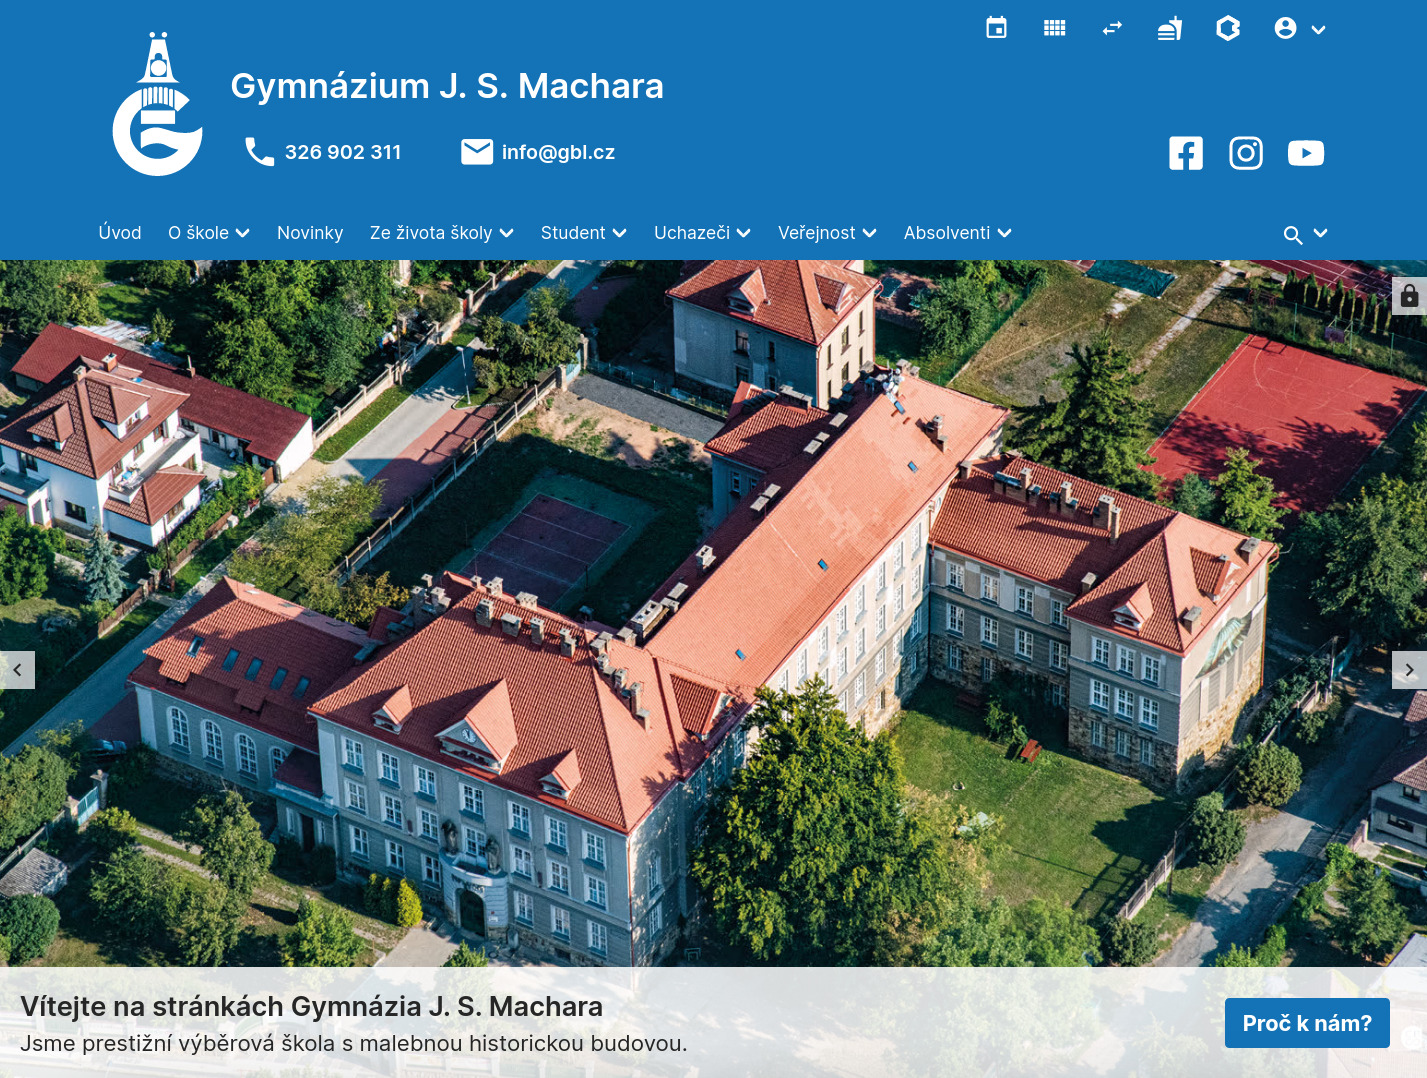 Gymnázium J. S. Machara
326 902 311
info@gbl.cz
Úvod
O škole
Novinky
Ze života školy
Student
Uchazeči
Veřejnost
Absolventi
Vítejte na stránkách Gymnázia J. S. Machara
Jsme prestižní výběrová škola s malebnou historickou budovou.
Proč k nám?